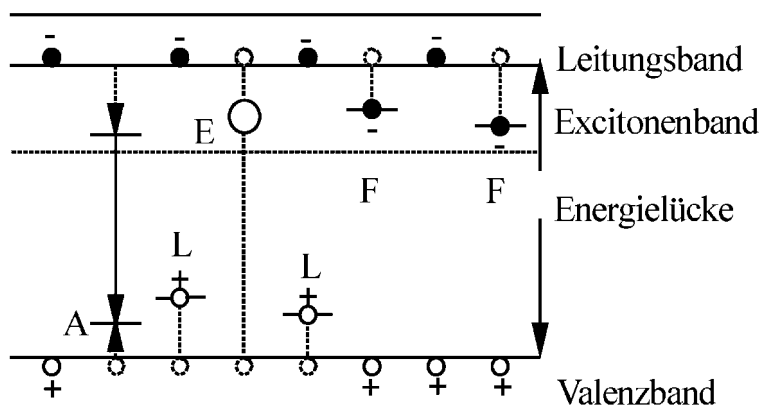 - - - -
Leitungsband
E
-
-
Excitonenband
F F
Energielücke
L
+
L
+
A
+ + + +
Valenzband